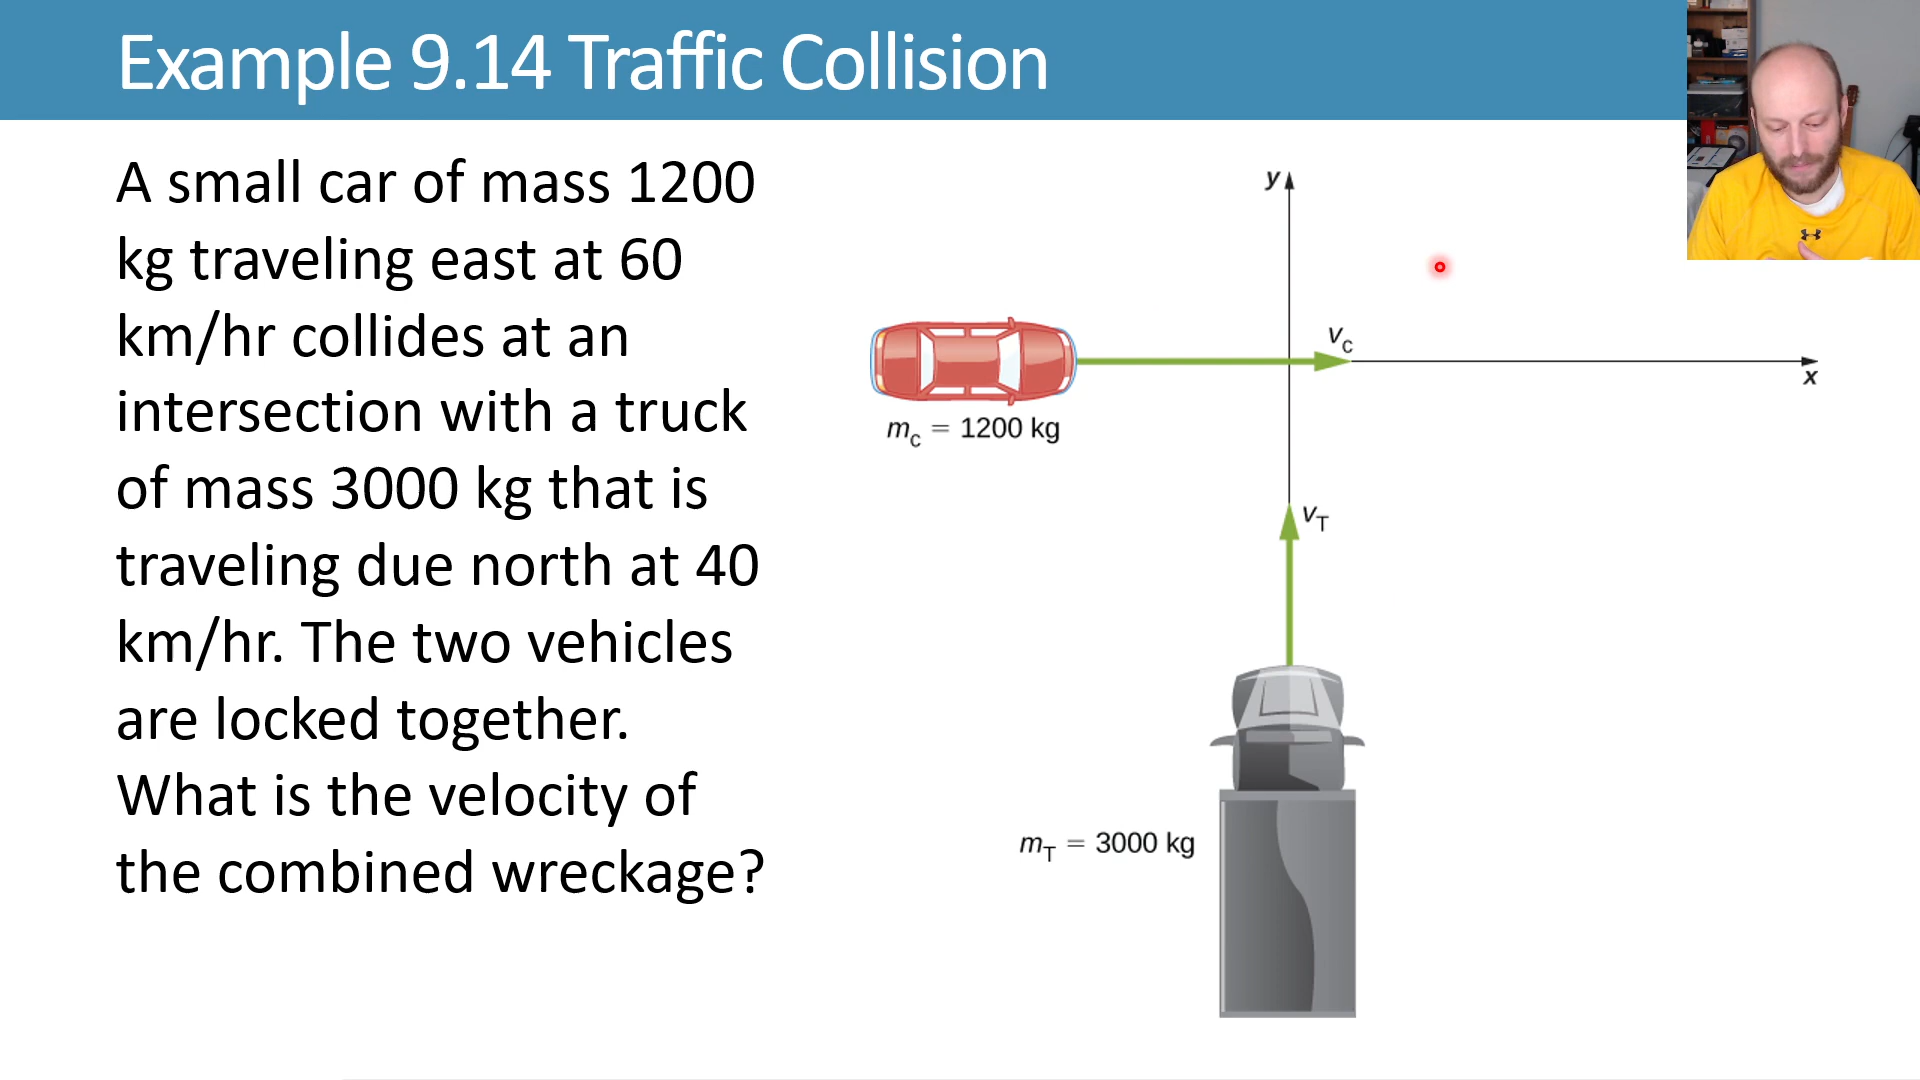 Example 9.14 Traffic Collision
A small car of mass 1200
kg traveling east at 60
km/hr collides at an
intersection with a truck
of mass 3000 kg that is
traveling due north at 40
km/hr. The two vehicles
are locked together.
What is the velocity of
the combined wreckage?
y
v_c
x
m_c = 1200 kg
v_T
m_T = 3000 kg